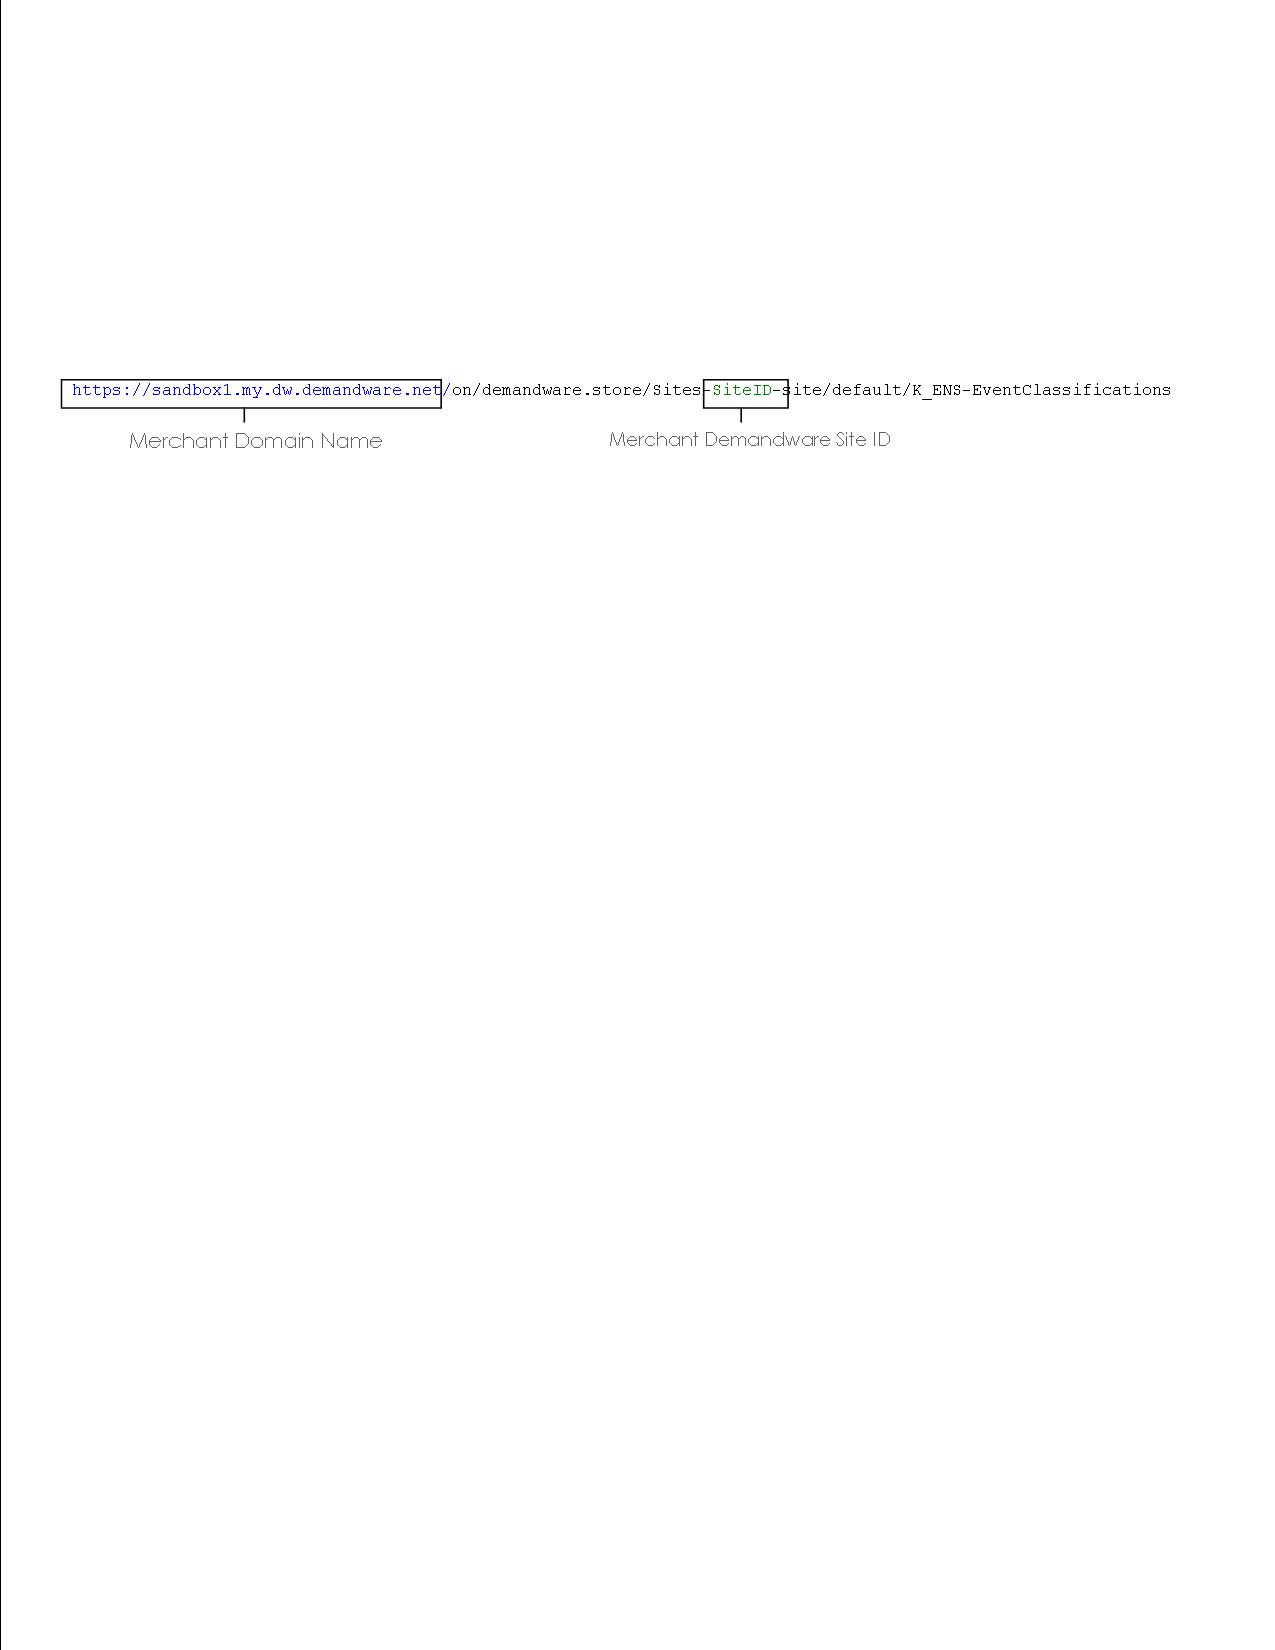 https://sandbox1.my.dw.demandware.net/on/demandware.store/Sites-SiteID-site/default/K_ENS-EventClassifications
Merchant Domain Name Merchant Demandware Site ID